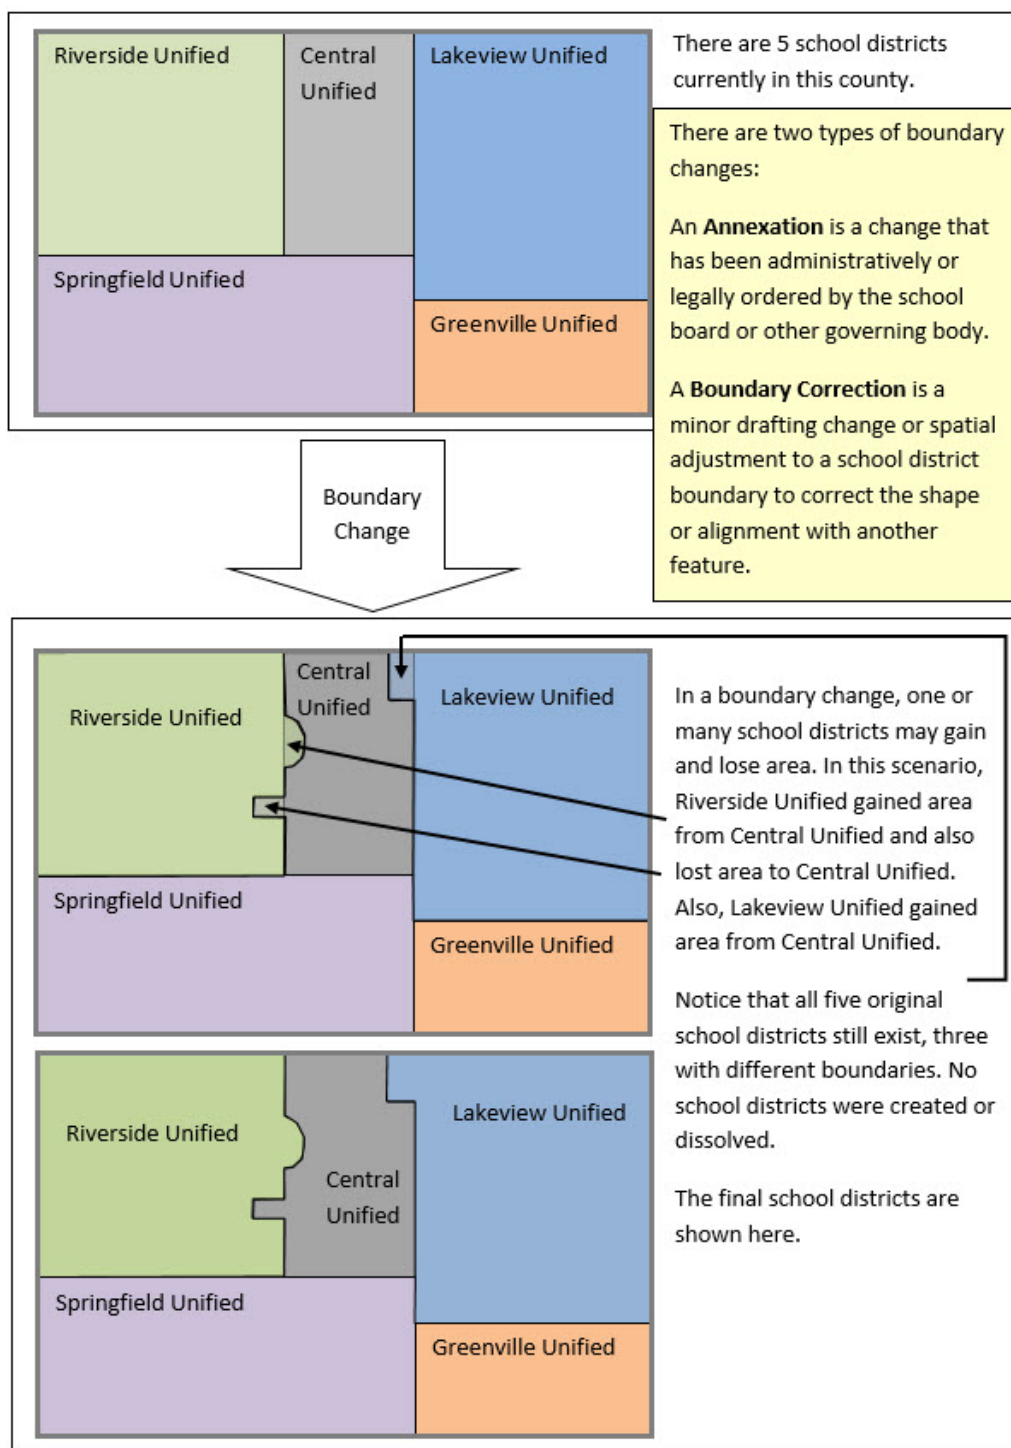 Riverside Unified
Central
Unified
Lakeview Unified
Springfield Unified
Greenville Unified
There are 5 school districts
currently in this county.
There are two types of boundary
changes:
An Annexation is a change that
has been administratively or
legally ordered by the school
board or other governing body.
A Boundary Correction is a
minor drafting change or spatial
adjustment to a school district
boundary to correct the shape
or alignment with another
feature.
Boundary
Change
Riverside Unified
Central
Unified
Lakeview Unified
Springfield Unified
Greenville Unified
In a boundary change, one or
many school districts may gain
and lose area. In this scenario,
Riverside Unified gained area
from Central Unified and also
lost area to Central Unified.
Also, Lakeview Unified gained
area from Central Unified.
Notice that all five original
school districts still exist, three
with different boundaries. No
school districts were created or
dissolved.
The final school districts are
shown here.
Riverside Unified
Central
Unified
Lakeview Unified
Springfield Unified
Greenville Unified